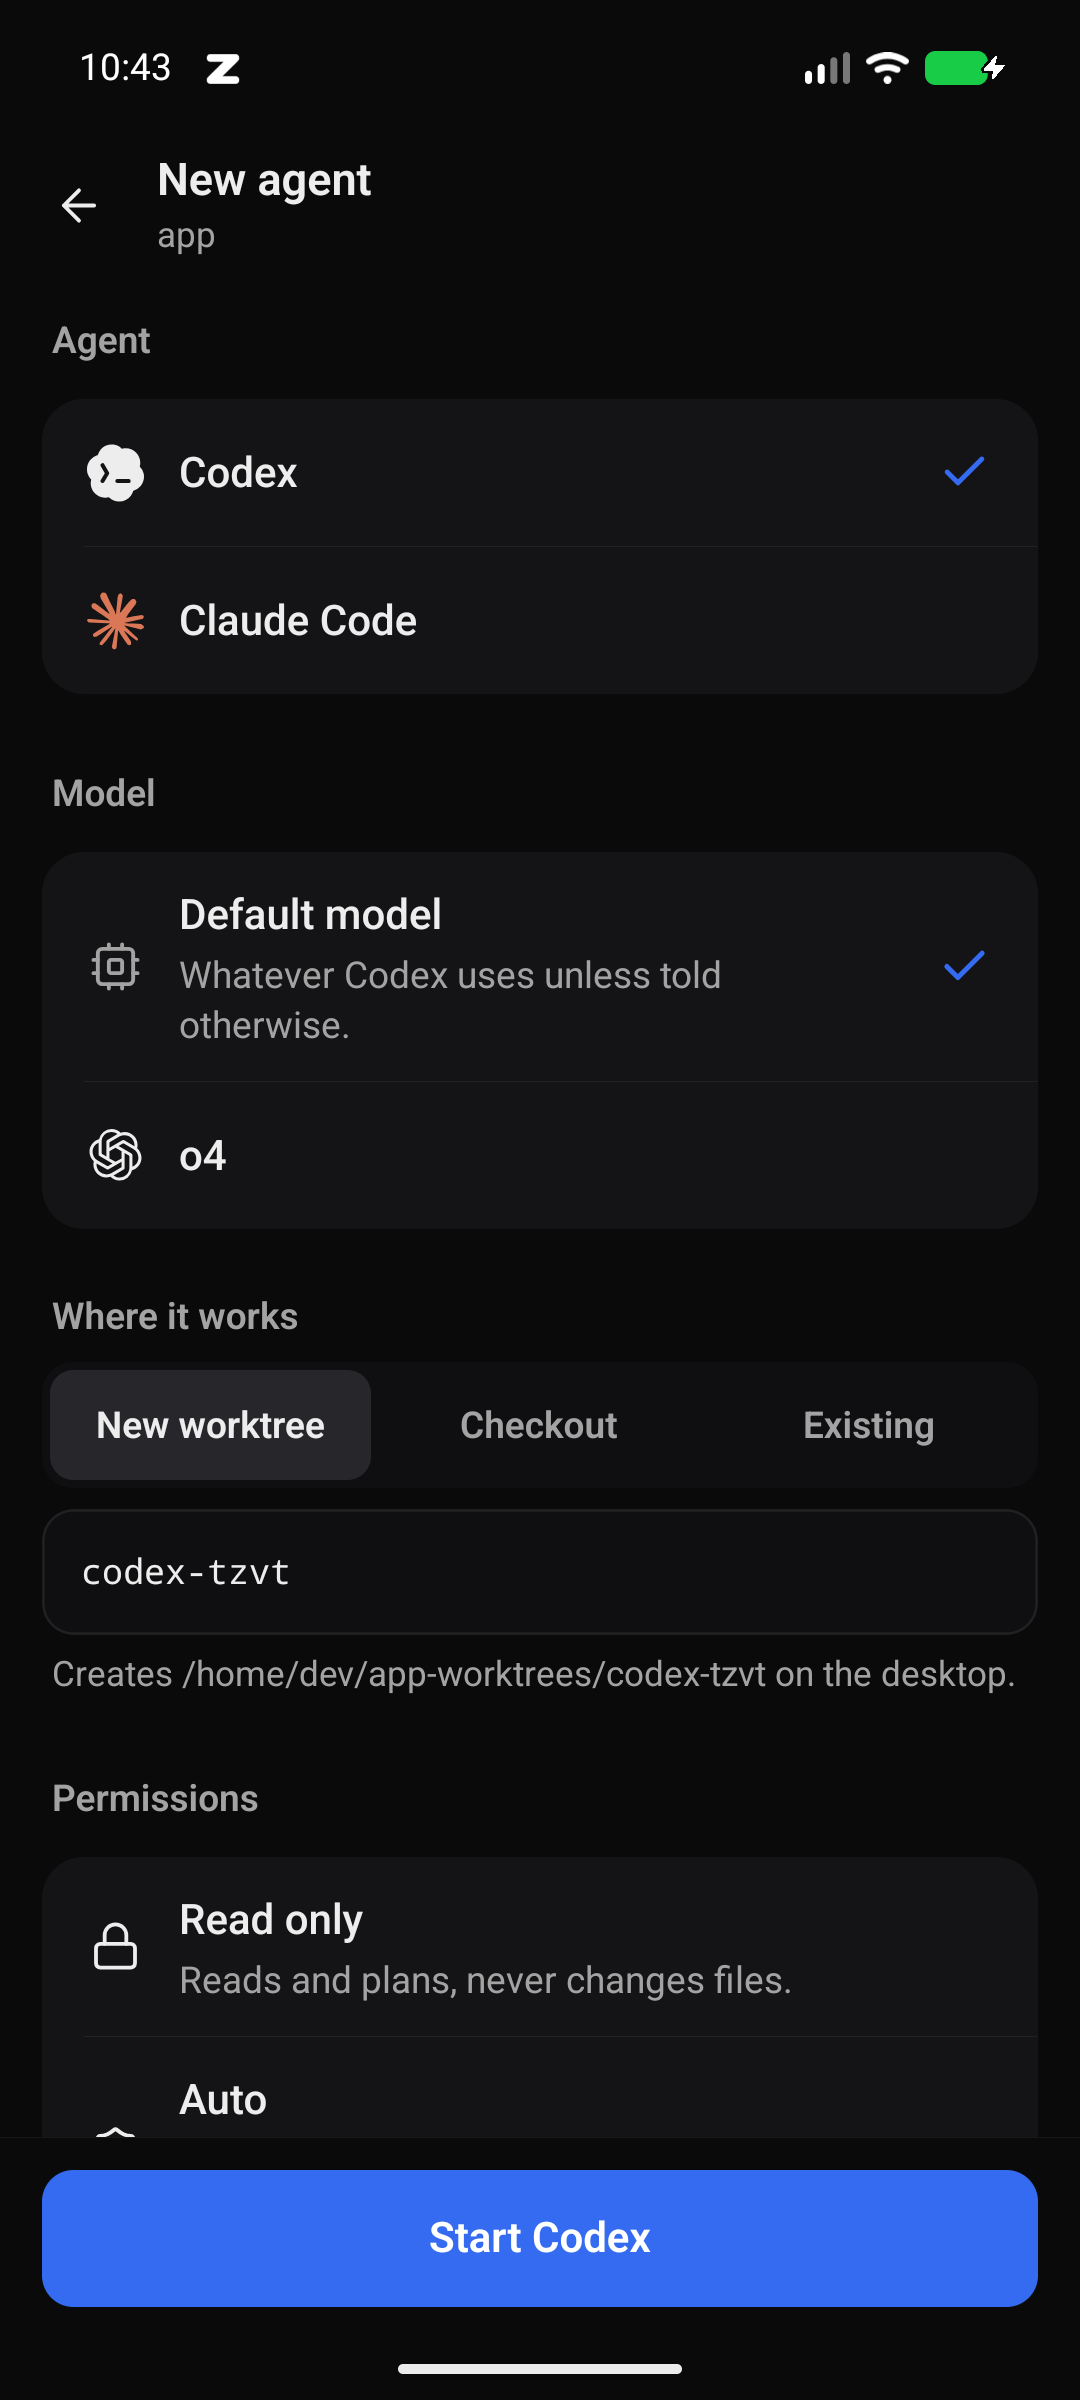 10:43
New agent
app
Agent
Codex
Claude Code
Model
Default model
Whatever Codex uses unless told
otherwise.
o4
Where it works
New worktree
Checkout
Existing
codex-tzvt
Creates /home/dev/app-worktrees/codex-tzvt on the desktop.
Permissions
Read only
Reads and plans, never changes files.
Auto
Start Codex